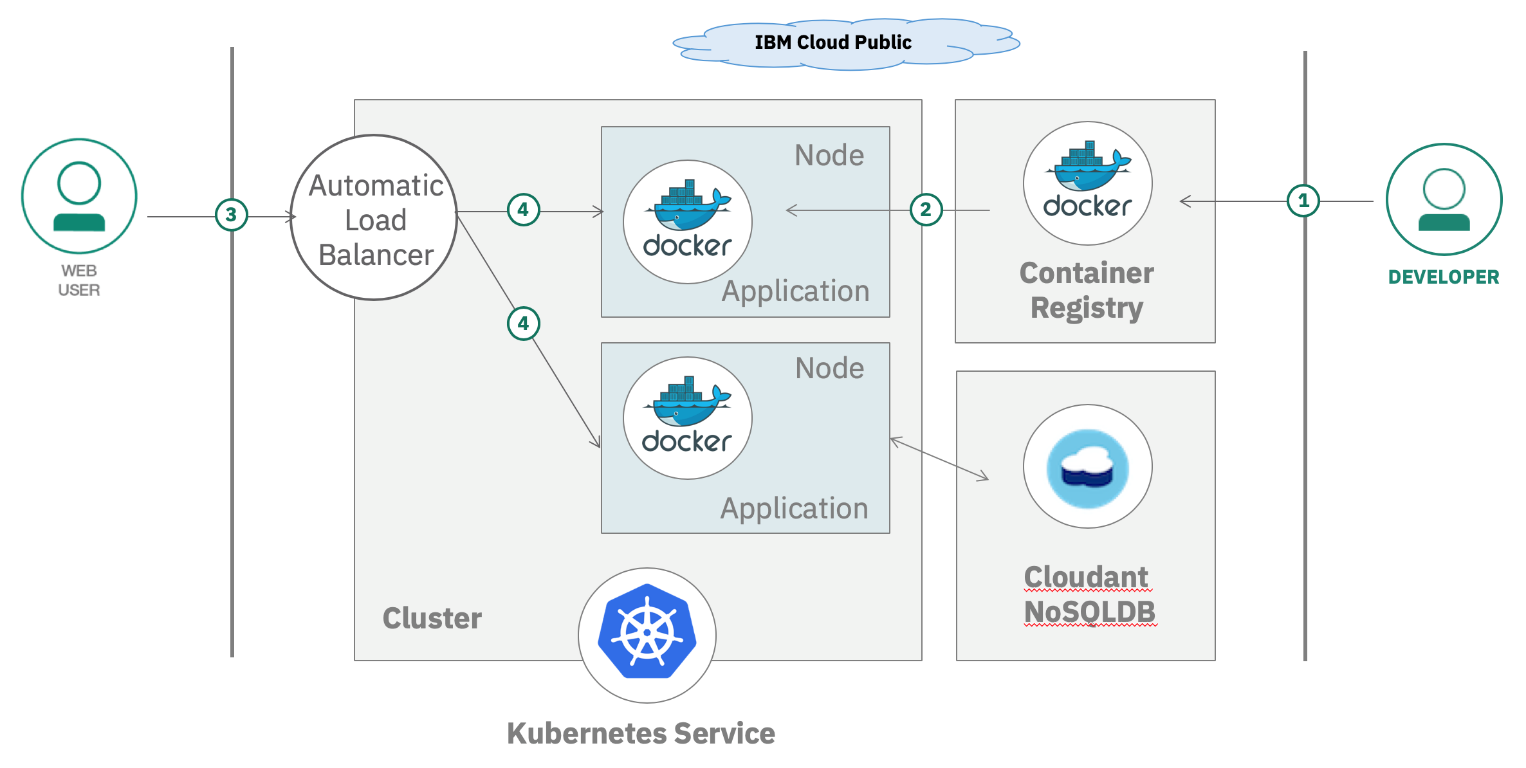 IBM Cloud Public
WEB
USER
3
Automatic
Load
Balancer
4
4
Node
docker
Application
Node
docker
Application
2
docker
Container
Registry
1
DEVELOPER
Cloudant
NoSQLDB
Cluster
Kubernetes Service